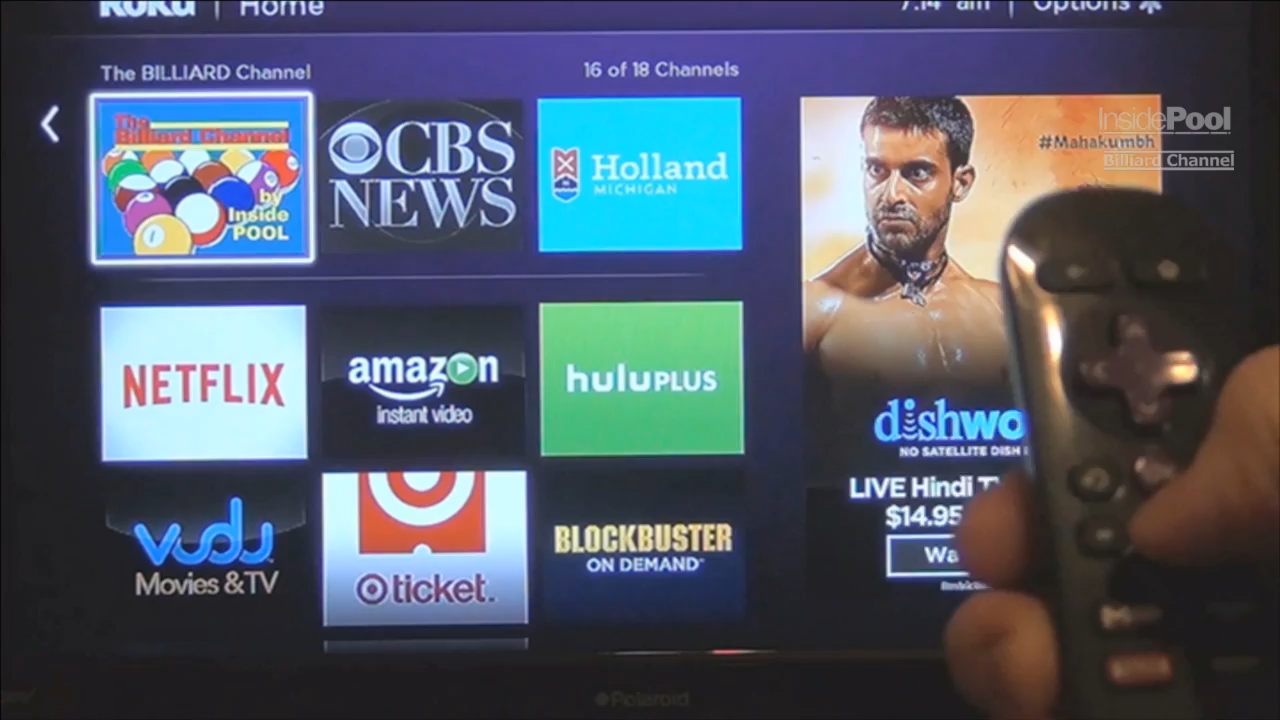 Roku | Home
7:14 am | Options
The BILLIARD Channel
16 of 18 Channels
The
Billiard Channel
by
Inside
POOL
CBS
NEWS
Holland
MICHIGAN
#Mahakumbh
InsidePool
Billiard Channel
NETFLIX
amazon
instant video
huluPLUS
dishwo
NO SATELLITE DISH
LIVE Hindi T
$14.95
Wa
vudu
Movies & TV
ticket.
BLOCKBUSTER
ON DEMAND
Polaroid